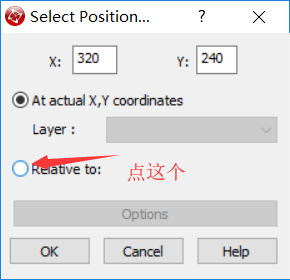 Select Position... ?
X: 320 Y: 240
At actual X,Y coordinates
Layer :
Relative to: 点这个
Options
OK Cancel Help